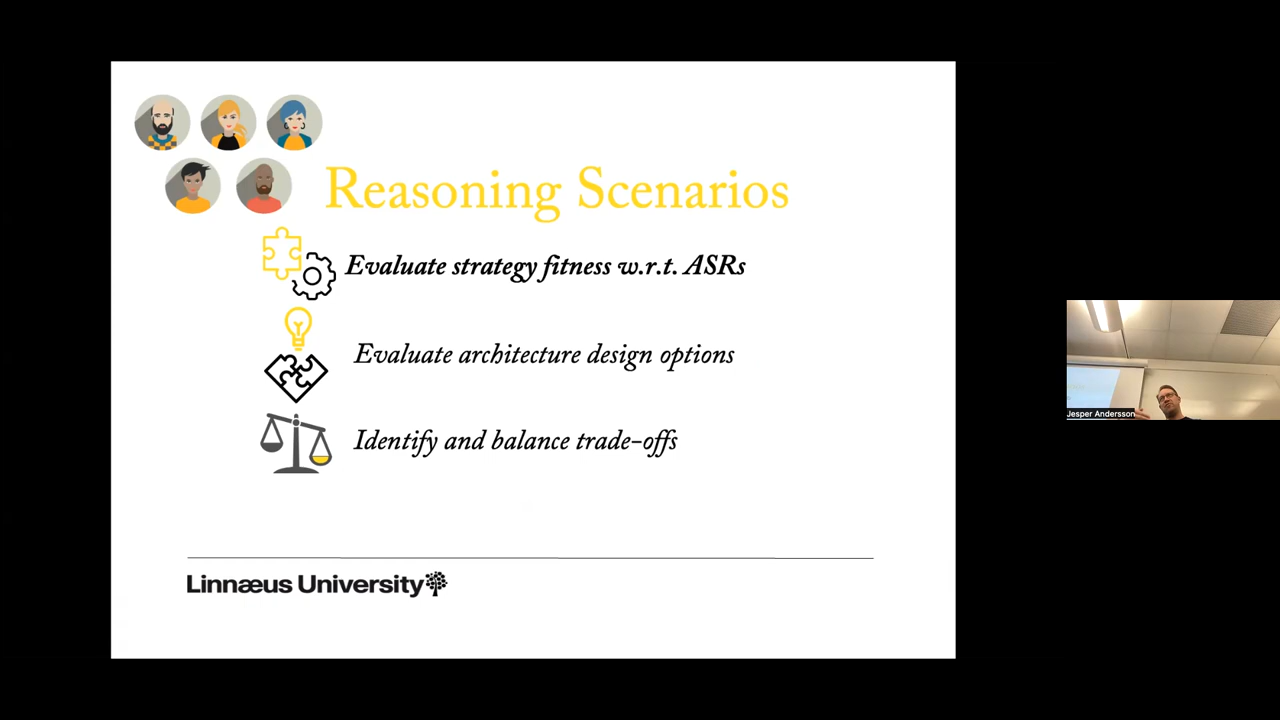 Reasoning Scenarios
Evaluate strategy fitness w.r.t. ASRs
Evaluate architecture design options
Identify and balance trade-offs
Linnæus University
Jesper Andersson